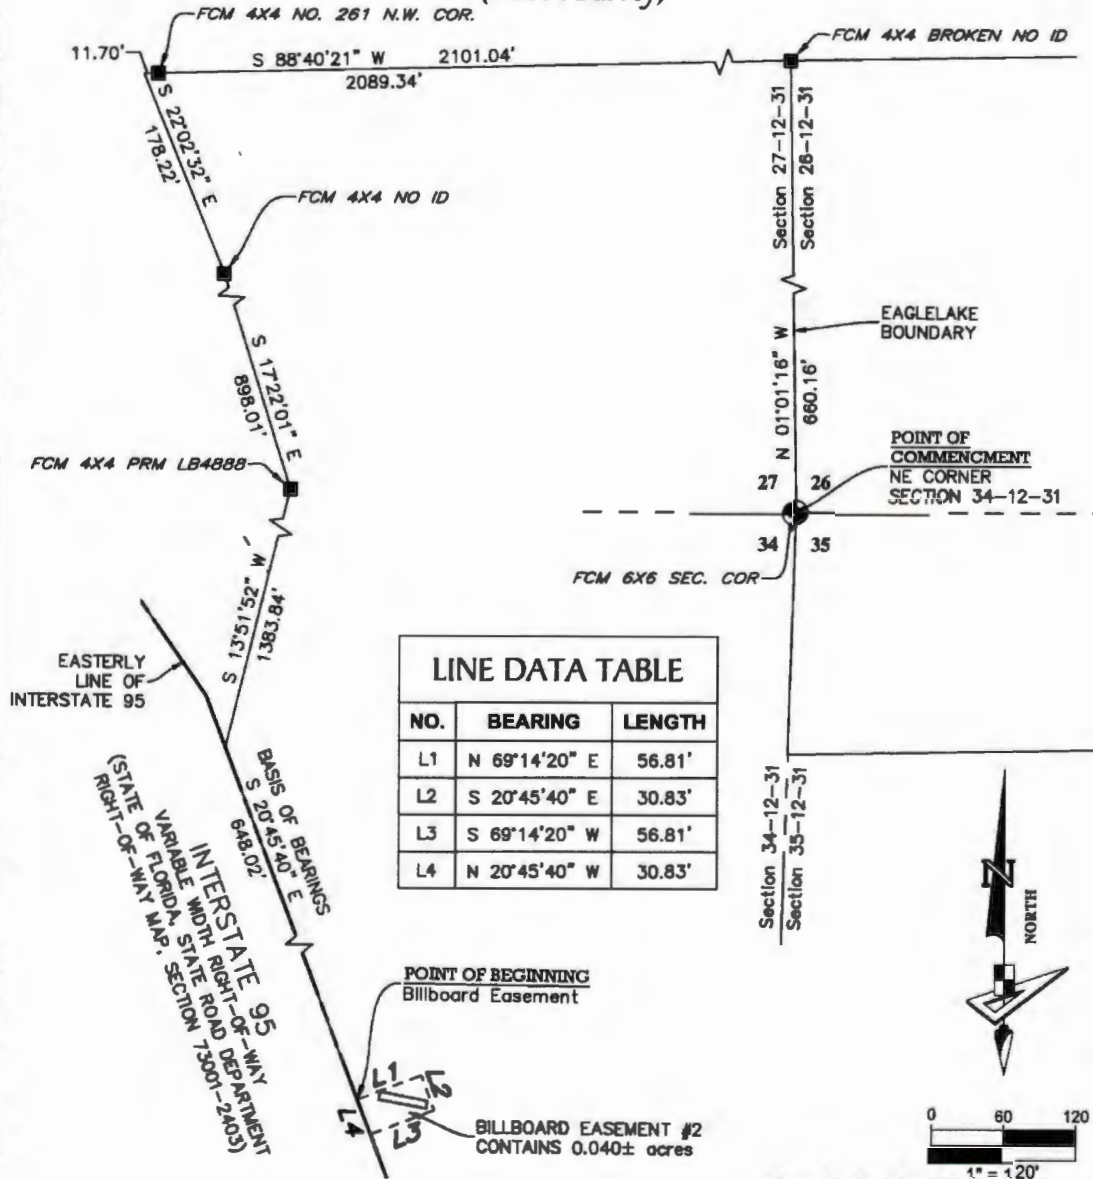 FCM 4X4 NO. 261 N.W. COR.
FCM 4X4 BROKEN NO ID
11.70'
S 88°40'21" W 2101.04'
2089.34'
S 22°02'32" E
178.22'
Section 27-12-31
Section 26-12-31
FCM 4X4 NO ID
EAGLELAKE
BOUNDARY
S 17°22'01" E
898.01'
N 01°01'16" W
660.16'
FCM 4X4 PRM LB4888
POINT OF
COMMENCMENT
NE CORNER
SECTION 34-12-31
27 26
34 35
FCM 6X6 SEC. COR
S 13°51'52" W
1383.84'
EASTERLY
LINE OF
INTERSTATE 95
LINE DATA TABLE
NO. BEARING LENGTH
L1 N 69°14'20" E 56.81'
L2 S 20°45'40" E 30.83'
L3 S 69°14'20" W 56.81'
L4 N 20°45'40" W 30.83'
BASIS OF BEARINGS
S 20°45'40" E
648.02'
INTERSTATE 95
VARIABLE WIDTH RIGHT-OF-WAY
(STATE OF FLORIDA, STATE ROAD DEPARTMENT
RIGHT-OF-WAY MAP, SECTION 73001-2403)
Section 34-12-31
Section 35-12-31
N
NORTH
POINT OF BEGINNING
Billboard Easement
L1
L2
L3
L4
BILLBOARD EASEMENT #2
CONTAINS 0.040± acres
0 60 120
1" = 120'